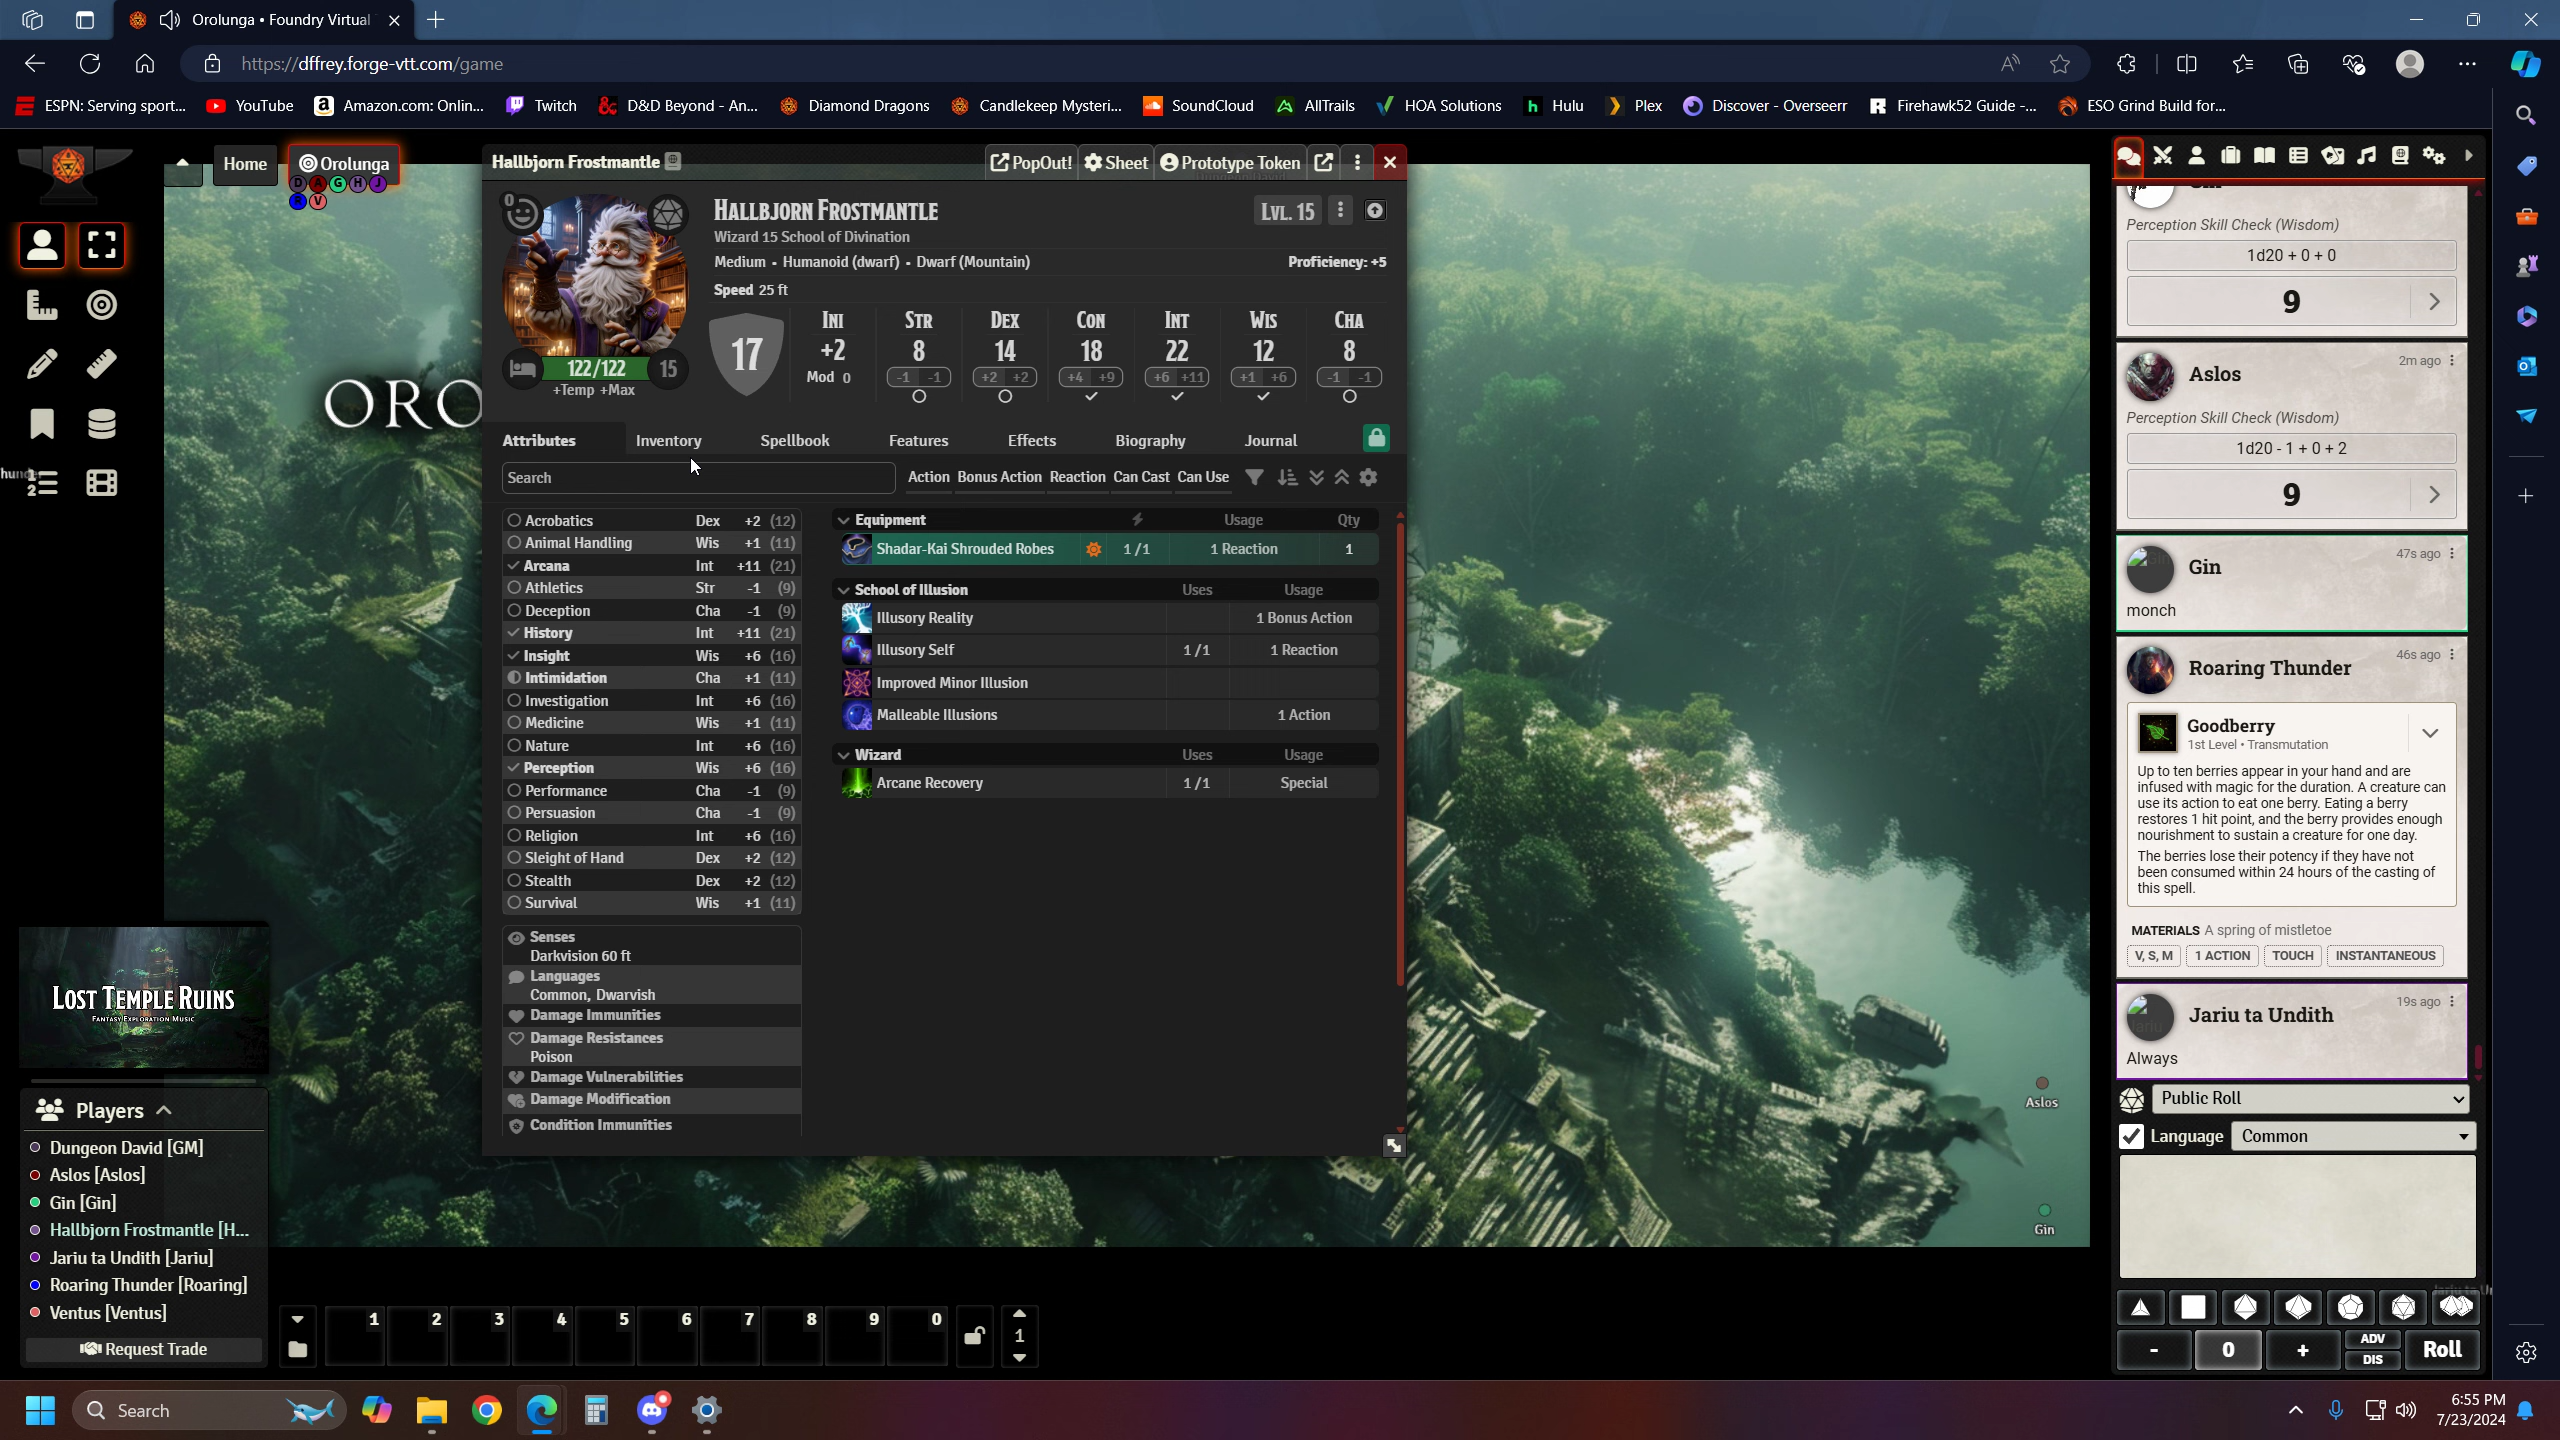 Orolunga • Foundry Virtual
https://dffrey.forge-vtt.com/game
ESPN: Serving sport...
YouTube
Amazon.com: Onlin...
Twitch
D&D Beyond - An...
Diamond Dragons
Candlekeep Mysteri...
SoundCloud
AllTrails
HOA Solutions
Hulu
Plex
Discover - Overseerr
Firehawk52 Guide -...
ESO Grind Build for...
Home
Orolunga
D A G H J
R V
ORO
Hallbjorn Frostmantle
PopOut!
Sheet
Prototype Token
0
HALLBJORN FROSTMANTLE
LVL. 15
Wizard 15 School of Divination
Medium • Humanoid (dwarf) • Dwarf (Mountain)
Proficiency: +5
Speed 25 ft
122/122
15
+Temp +Max
17
INI STR DEX CON INT WIS CHA
+2 8 14 18 22 12 8
Mod 0 -1 -1 +2 +2 +4 +9 +6 +11 +1 +6 -1 -1
Attributes Inventory Spellbook Features Effects Biography Journal
Search
Action Bonus Action Reaction Can Cast Can Use
Acrobatics Dex +2 (12)
Animal Handling Wis +1 (11)
Arcana Int +11 (21)
Athletics Str -1 (9)
Deception Cha -1 (9)
History Int +11 (21)
Insight Wis +6 (16)
Intimidation Cha +1 (11)
Investigation Int +6 (16)
Medicine Wis +1 (11)
Nature Int +6 (16)
Perception Wis +6 (16)
Performance Cha -1 (9)
Persuasion Cha -1 (9)
Religion Int +6 (16)
Sleight of Hand Dex +2 (12)
Stealth Dex +2 (12)
Survival Wis +1 (11)
Senses
Darkvision 60 ft
Languages
Common, Dwarvish
Damage Immunities
Damage Resistances
Poison
Damage Vulnerabilities
Damage Modification
Condition Immunities
Equipment Usage Qty
Shadar-Kai Shrouded Robes 1 /1 1 Reaction 1
School of Illusion Uses Usage
Illusory Reality 1 Bonus Action
Illusory Self 1 /1 1 Reaction
Improved Minor Illusion
Malleable Illusions 1 Action
Wizard Uses Usage
Arcane Recovery 1 /1 Special
Aslos
Gin
LOST TEMPLE RUINS
FANTASY EXPLORATION MUSIC
Players
Dungeon David [GM]
Aslos [Aslos]
Gin [Gin]
Hallbjorn Frostmantle [H...
Jariu ta Undith [Jariu]
Roaring Thunder [Roaring]
Ventus [Ventus]
Request Trade
1 2 3 4 5 6 7 8 9 0
1
Perception Skill Check (Wisdom)
1d20 + 0 + 0
9
Aslos
2m ago
Perception Skill Check (Wisdom)
1d20 - 1 + 0 + 2
9
Gin
47s ago
monch
Roaring Thunder
46s ago
Goodberry
1st Level • Transmutation
Up to ten berries appear in your hand and are
infused with magic for the duration. A creature can
use its action to eat one berry. Eating a berry
restores 1 hit point, and the berry provides enough
nourishment to sustain a creature for one day.
The berries lose their potency if they have not
been consumed within 24 hours of the casting of
this spell.
MATERIALS A spring of mistletoe
V, S, M
1 ACTION
TOUCH
INSTANTANEOUS
Jariu ta Undith
19s ago
Always
Public Roll
Language
Common
- 0 + ADV
DIS
Roll
Search
6:55 PM
7/23/2024